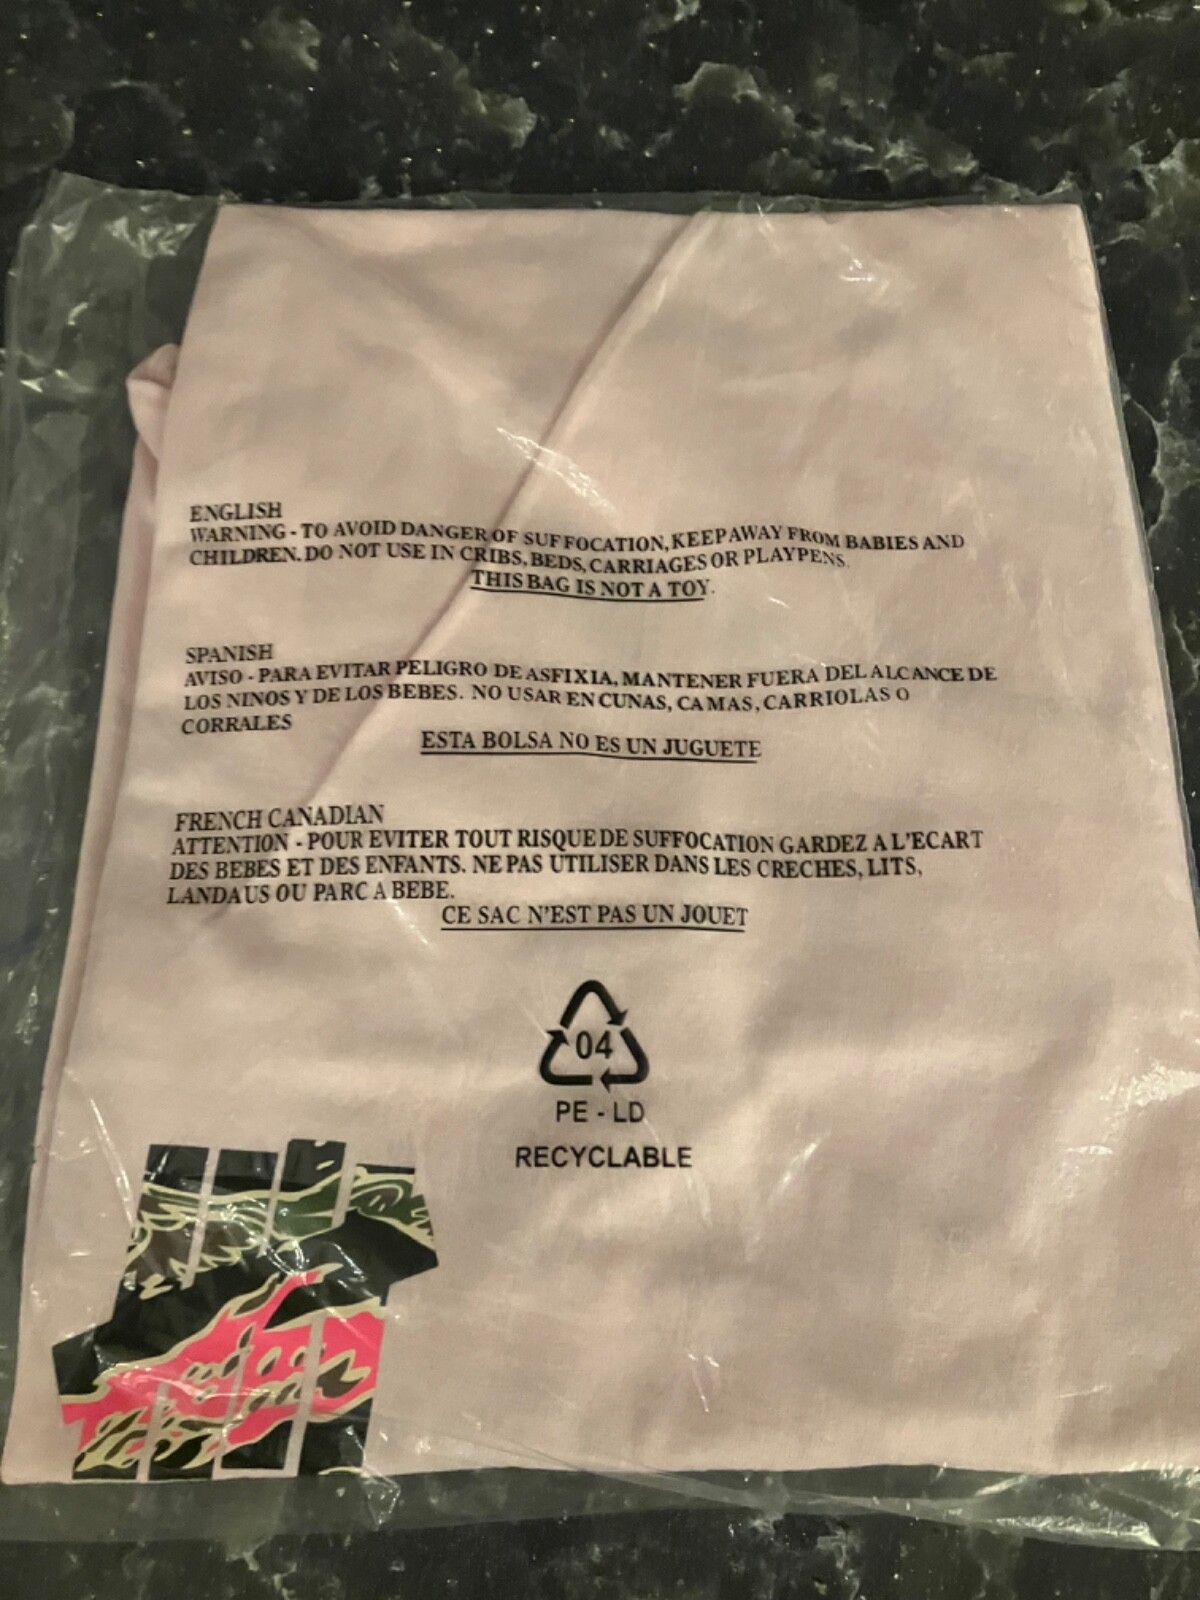 ENGLISH
WARNING - TO AVOID DANGER OF SUFFOCATION, KEEP AWAY FROM BABIES AND
CHILDREN. DO NOT USE IN CRIBS, BEDS, CARRIAGES OR PLAYPENS.
THIS BAG IS NOT A TOY.
SPANISH
AVISO - PARA EVITAR PELIGRO DE ASFIXIA, MANTENER FUERA DEL ALCANCE DE
LOS NINOS Y DE LOS BEBES. NO USAR EN CUNAS, CAMAS, CARRIOLAS O
CORRALES
ESTA BOLSA NO ES UN JUGUETE
FRENCH CANADIAN
ATTENTION - POUR EVITER TOUT RISQUE DE SUFFOCATION GARDEZ A L'ECART
DES BEBES ET DES ENFANTS. NE PAS UTILISER DANS LES CRECHES, LITS,
LANDAUS OU PARC A BEBE.
CE SAC N'EST PAS UN JOUET
04
PE - LD
RECYCLABLE